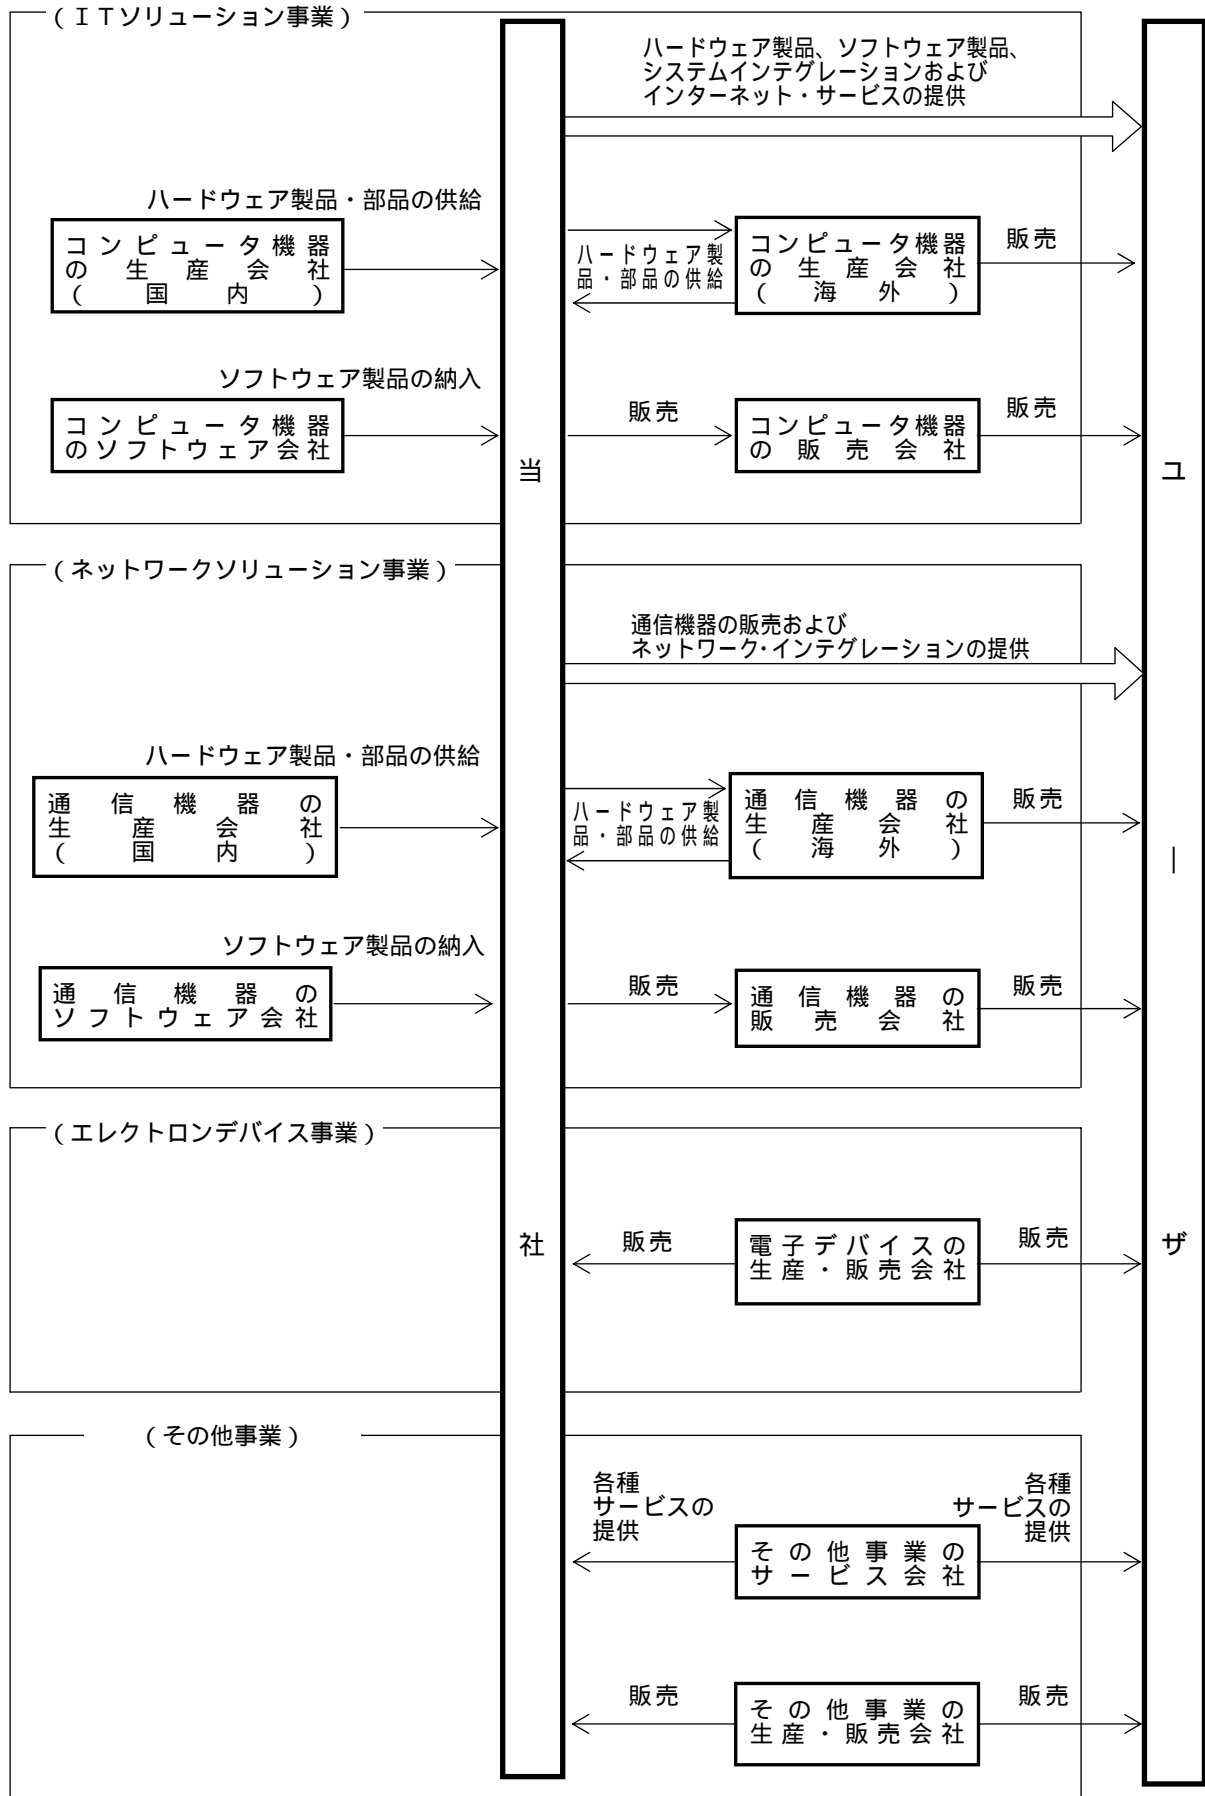 (ITソリューション事業)
ハードウェア製品、ソフトウェア製品、
システムインテグレーションおよび
インターネット・サービスの提供
ハードウェア製品・部品の供給
コンピュータ機器
の生産会社
(国内)
ハードウェア製
品・部品の供給
コンピュータ機器
の生産会社
(海外)
販売
ソフトウェア製品の納入
コンピュータ機器
のソフトウェア会社
販売
コンピュータ機器
の販売会社
販売
当社
ユーザ
(ネットワークソリューション事業)
通信機器の販売および
ネットワーク・インテグレーションの提供
ハードウェア製品・部品の供給
通信機器の
生産会社
(国内)
ハードウェア製
品・部品の供給
通信機器の
生産会社
(海外)
販売
ソフトウェア製品の納入
通信機器の
ソフトウェア会社
販売
通信機器の
販売会社
販売
(エレクトロンデバイス事業)
販売
電子デバイスの
生産・販売会社
販売
(その他事業)
各種
サービスの
提供
その他事業の
サービス会社
各種
サービスの
提供
販売
その他事業の
生産・販売会社
販売